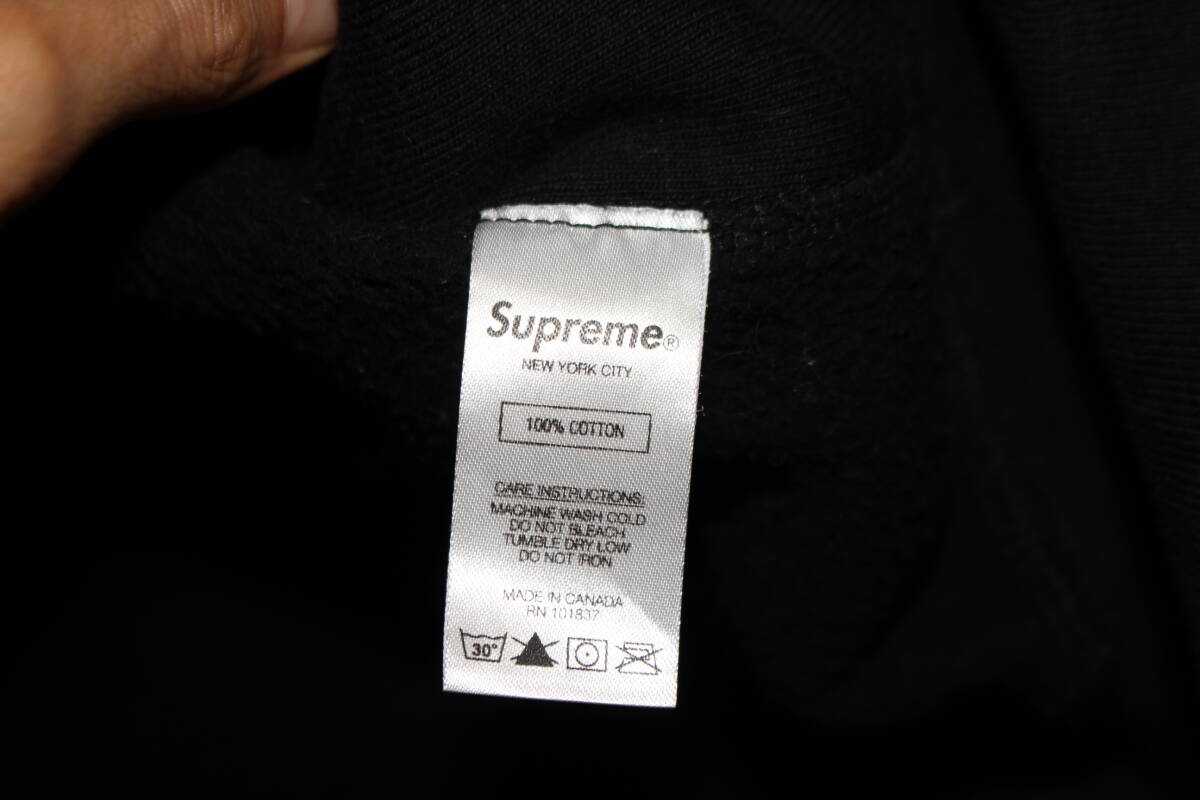 Supreme®
NEW YORK CITY
100% COTTON
CARE INSTRUCTIONS:
MACHINE WASH COLD
DO NOT BLEACH
TUMBLE DRY LOW
DO NOT IRON
MADE IN CANADA
RN 101837
30°